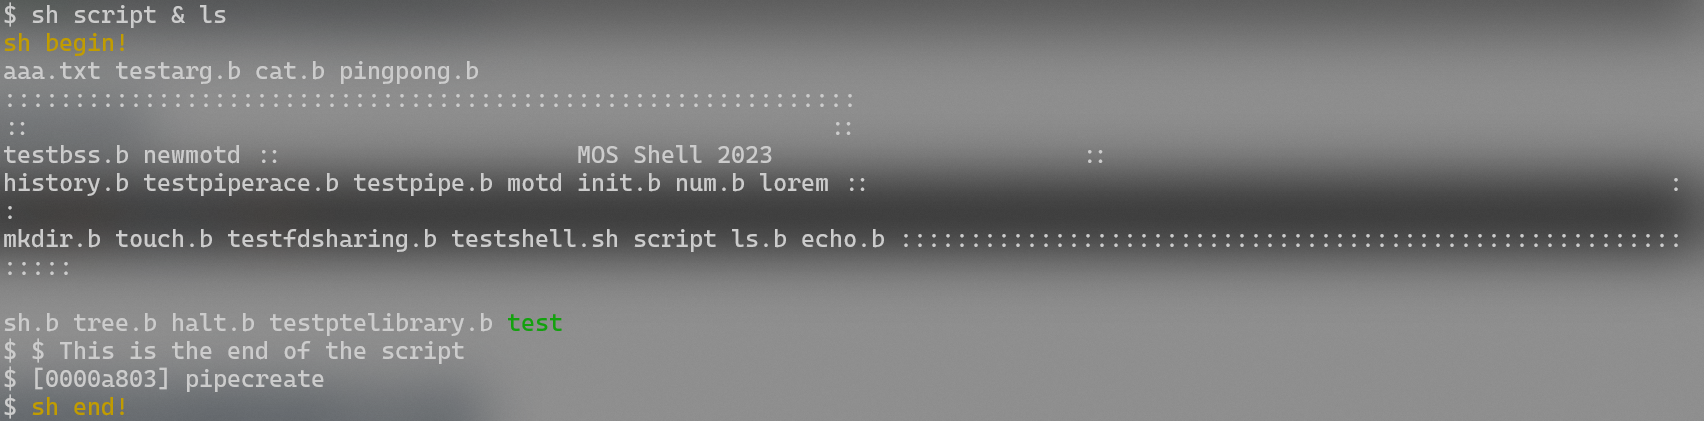 $ sh script & ls
sh begin!
aaa.txt testarg.b cat.b pingpong.b
:::::::::::::::::::::::::::::::::::::::::::::::::::::::::::::
::                                                         ::
testbss.b newmotd ::                     MOS Shell 2023                      ::
history.b testpiperace.b testpipe.b motd init.b num.b lorem ::                                                         :
:
mkdir.b touch.b testfdsharing.b testshell.sh script ls.b echo.b ::::::::::::::::::::::::::::::::::::::::::::::::::::::::
:::::

sh.b tree.b halt.b testptelibrary.b test
$ $ This is the end of the script
$ [0000a803] pipecreate
$ sh end!